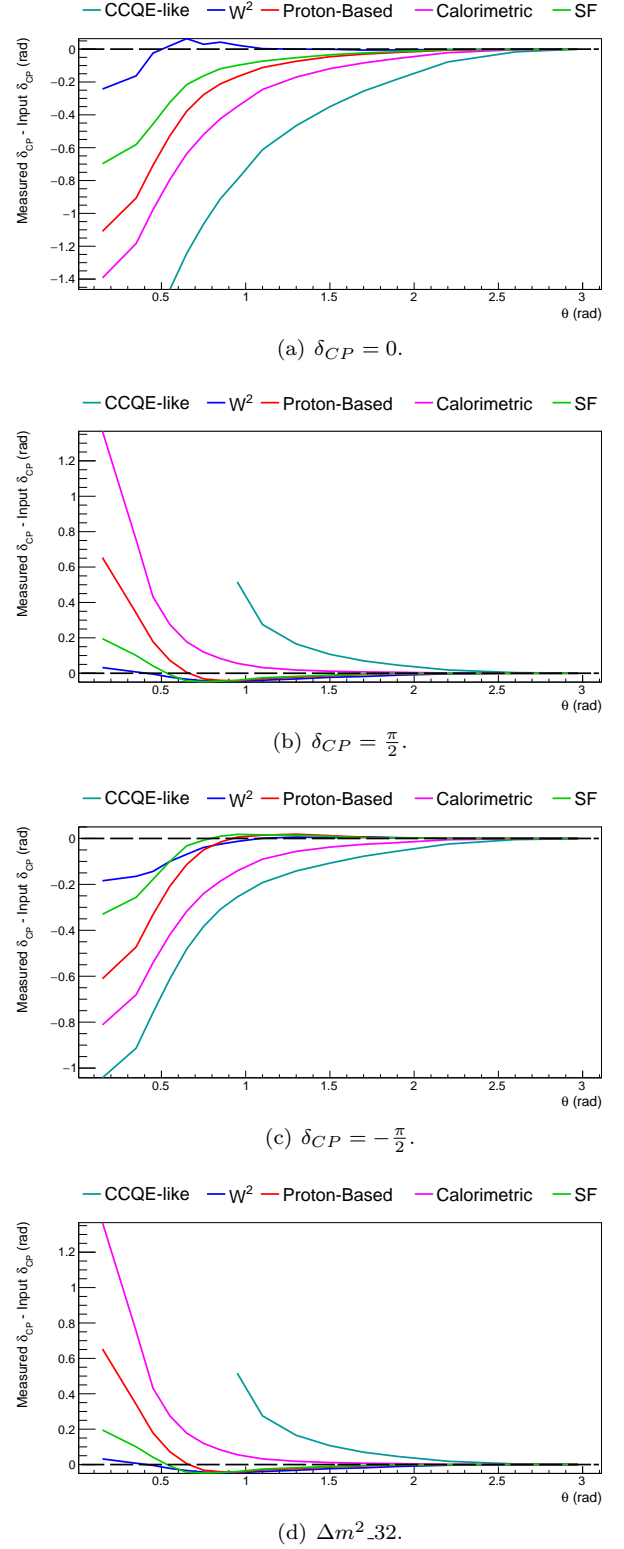 CCQE-like W² Proton-Based Calorimetric SF
Measured δCP - Input δCP (rad)
0
−0.2
−0.4
−0.6
−0.8
−1
−1.2
−1.4
0.5 1 1.5 2 2.5 3
θ (rad)
(a) δCP = 0.
CCQE-like W² Proton-Based Calorimetric SF
Measured δCP - Input δCP (rad)
1.2
1
0.8
0.6
0.4
0.2
0
0.5 1 1.5 2 2.5 3
θ (rad)
(b) δCP = π/2.
CCQE-like W² Proton-Based Calorimetric SF
Measured δCP - Input δCP (rad)
0
−0.2
−0.4
−0.6
−0.8
−1
0.5 1 1.5 2 2.5 3
θ (rad)
(c) δCP = −π/2.
CCQE-like W² Proton-Based Calorimetric SF
Measured δCP - Input δCP (rad)
1.2
1
0.8
0.6
0.4
0.2
0
0.5 1 1.5 2 2.5 3
θ (rad)
(d) Δm²_32.